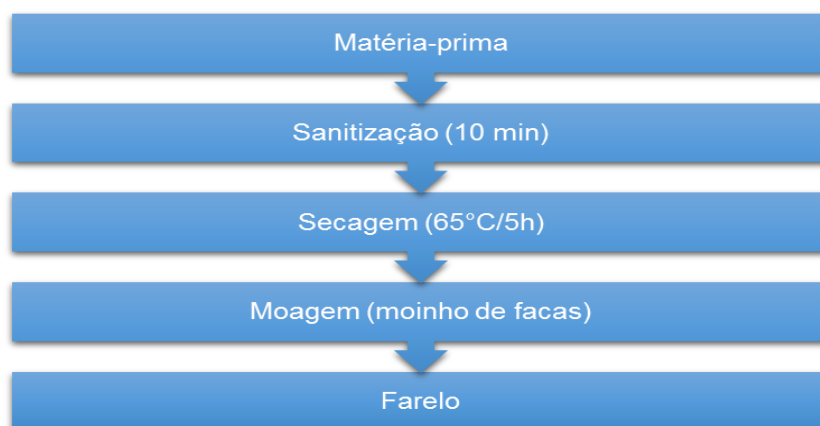 Matéria-prima
Sanitização (10 min)
Secagem (65°C/5h)
Moagem (moinho de facas)
Farelo